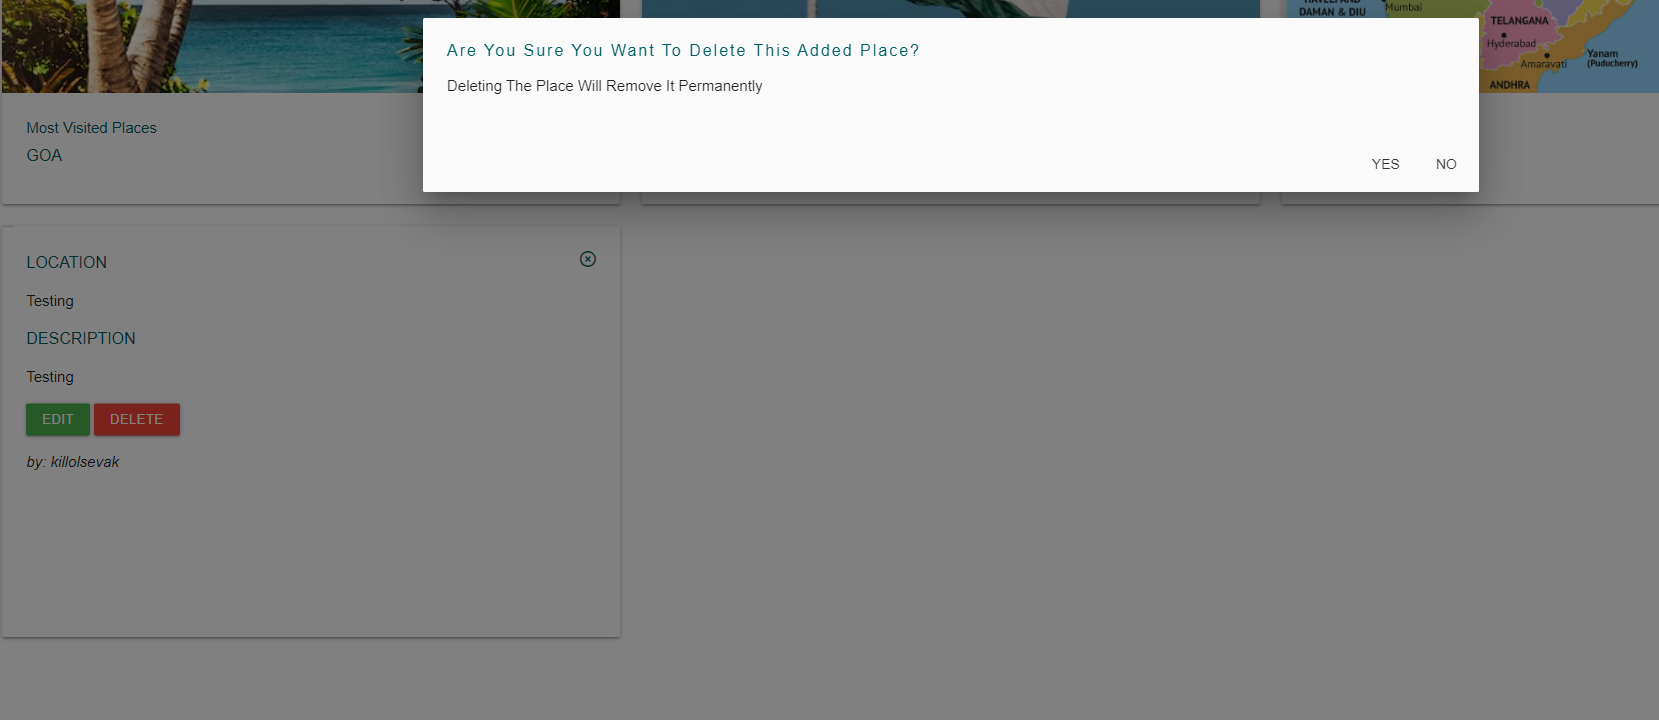 Are You Sure You Want To Delete This Added Place?
Deleting The Place Will Remove It Permanently
YES NO
DAMAN & DIU
Mumbai
TELANGANA
Hyderabad
Amaravati
Yanam
(Puducherry)
ANDHRA
Most Visited Places
GOA
LOCATION
Testing
DESCRIPTION
Testing
EDIT DELETE
by: killolsevak